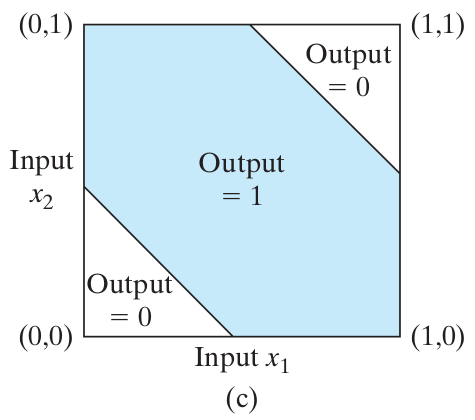 (0,1)
(1,1)
Output
= 0
Input
x₂
Output
= 1
Output
= 0
(0,0)
(1,0)
Input x₁
(c)